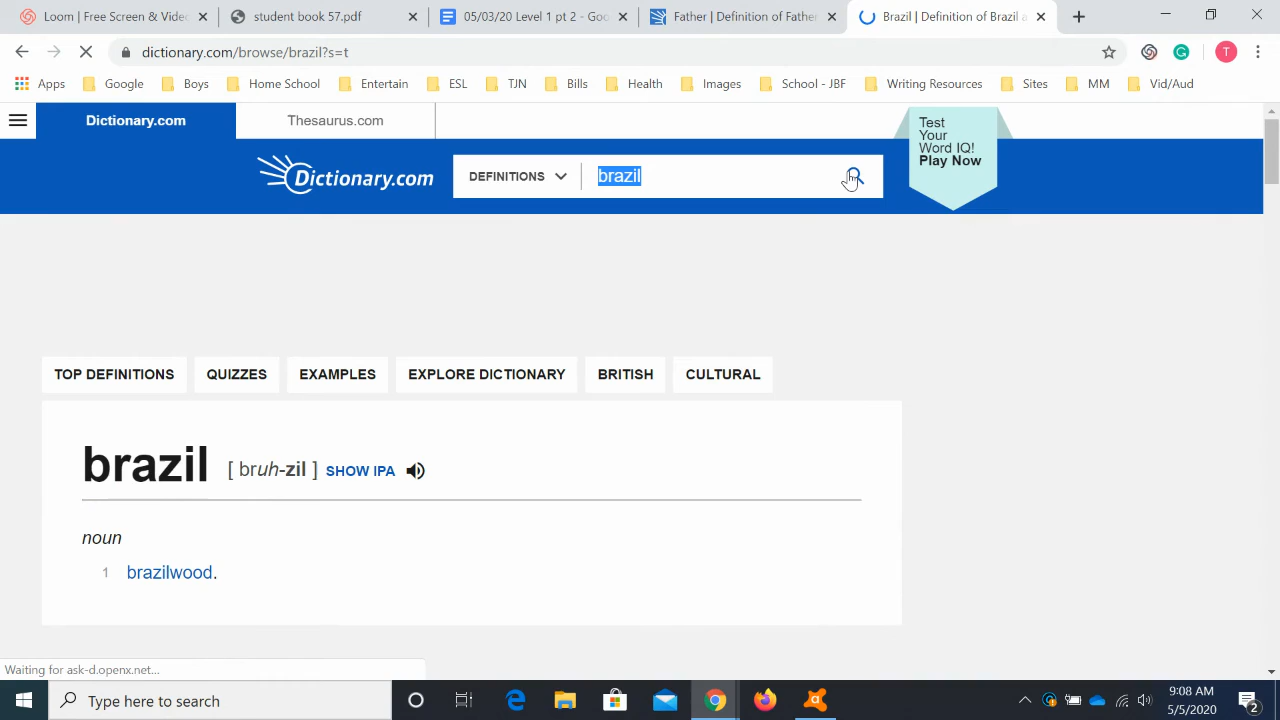 Loom | Free Screen & Video
student book 57.pdf
05/03/20 Level 1 pt 2 - Goo
Father | Definition of Father
Brazil | Definition of Brazil a
dictionary.com/browse/brazil?s=t
T
Apps Google Boys Home School Entertain ESL TJN Bills Health Images School - JBF Writing Resources Sites MM Vid/Aud
Dictionary.com Thesaurus.com
Test
Your
Word IQ!
Play Now
Dictionary.com DEFINITIONS brazil
TOP DEFINITIONS QUIZZES EXAMPLES EXPLORE DICTIONARY BRITISH CULTURAL
brazil [ bruh-zil ] SHOW IPA
noun
1 brazilwood.
Waiting for ask-d.openx.net...
Type here to search
9:08 AM
5/5/2020
2